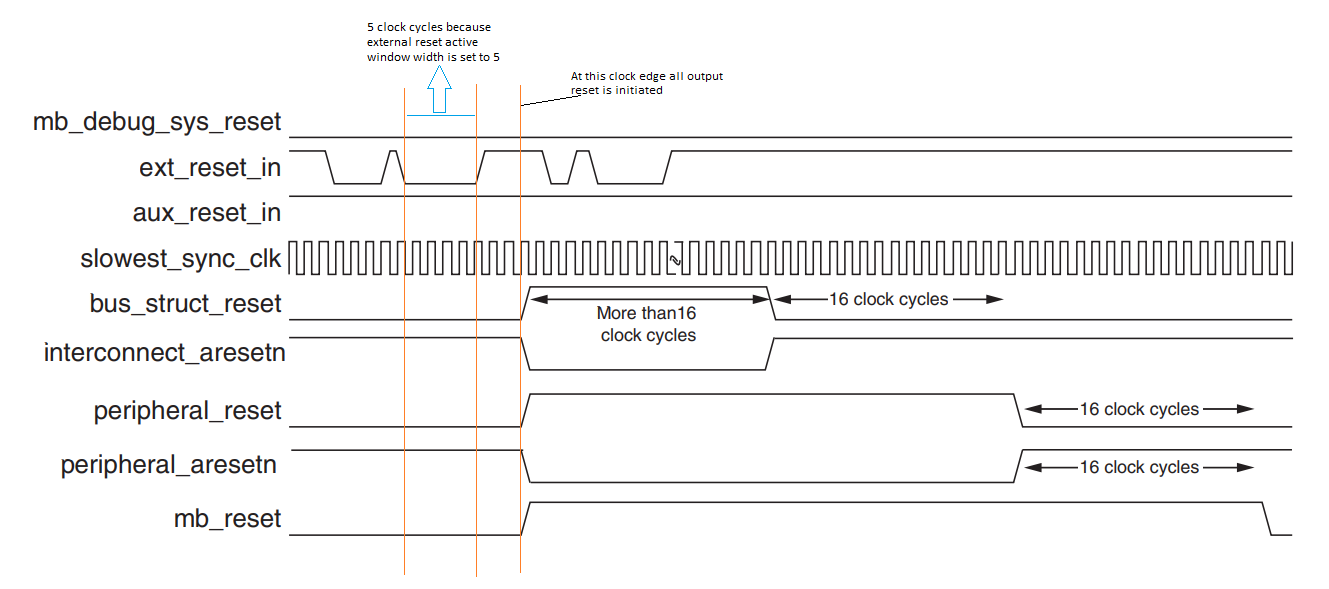 5 clock cycles because
external reset active
window width is set to 5
At this clock edge all output
reset is initiated
mb_debug_sys_reset
ext_reset_in
aux_reset_in
slowest_sync_clk
bus_struct_reset
More than16
clock cycles
16 clock cycles
interconnect_aresetn
peripheral_reset
16 clock cycles
peripheral_aresetn
16 clock cycles
mb_reset